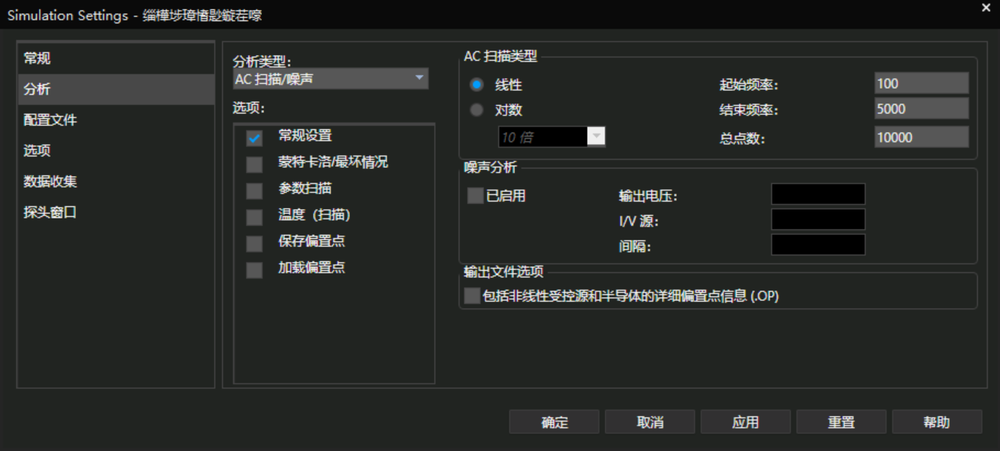 Simulation Settings - 缁樺埗璋愭尟鐢荏嚓
常规
分析
配置文件
选项
数据收集
探头窗口
分析类型:
AC 扫描/噪声
选项:
常规设置
蒙特卡洛/最坏情况
参数扫描
温度（扫描）
保存偏置点
加载偏置点
AC 扫描类型
线性
对数
10 倍
起始频率: 100
结束频率: 5000
总点数: 10000
噪声分析
已启用
输出电压:
I/V 源:
间隔:
输出文件选项
包括非线性受控源和半导体的详细偏置点信息 (.OP)
确定 取消 应用 重置 帮助